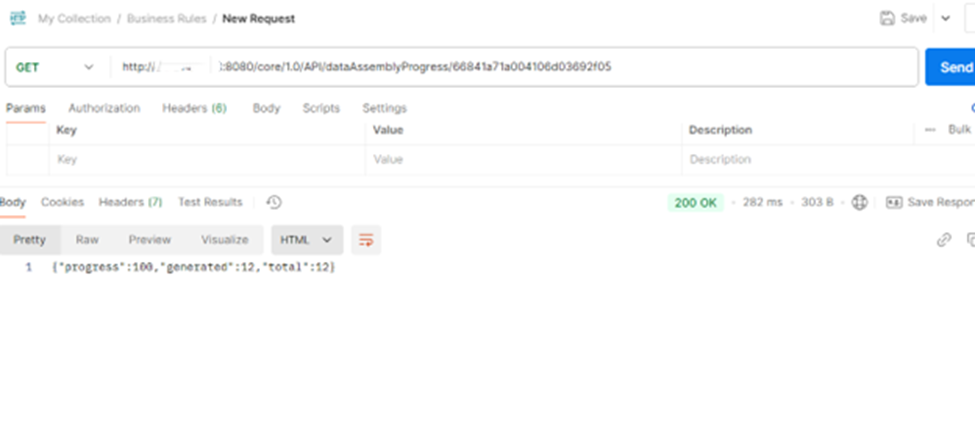 My Collection / Business Rules / New Request Save
GET http:// :8080/core/1.0/API/dataAssemblyProgress/66841a71a004106d03692f05 Send
Params Authorization Headers (6) Body Scripts Settings
Key Value Description ... Bulk
Key Value Description
Body Cookies Headers (7) Test Results 200 OK 282 ms 303 B Save Respon
Pretty Raw Preview Visualize HTML
1 {"progress":100,"generated":12,"total":12}